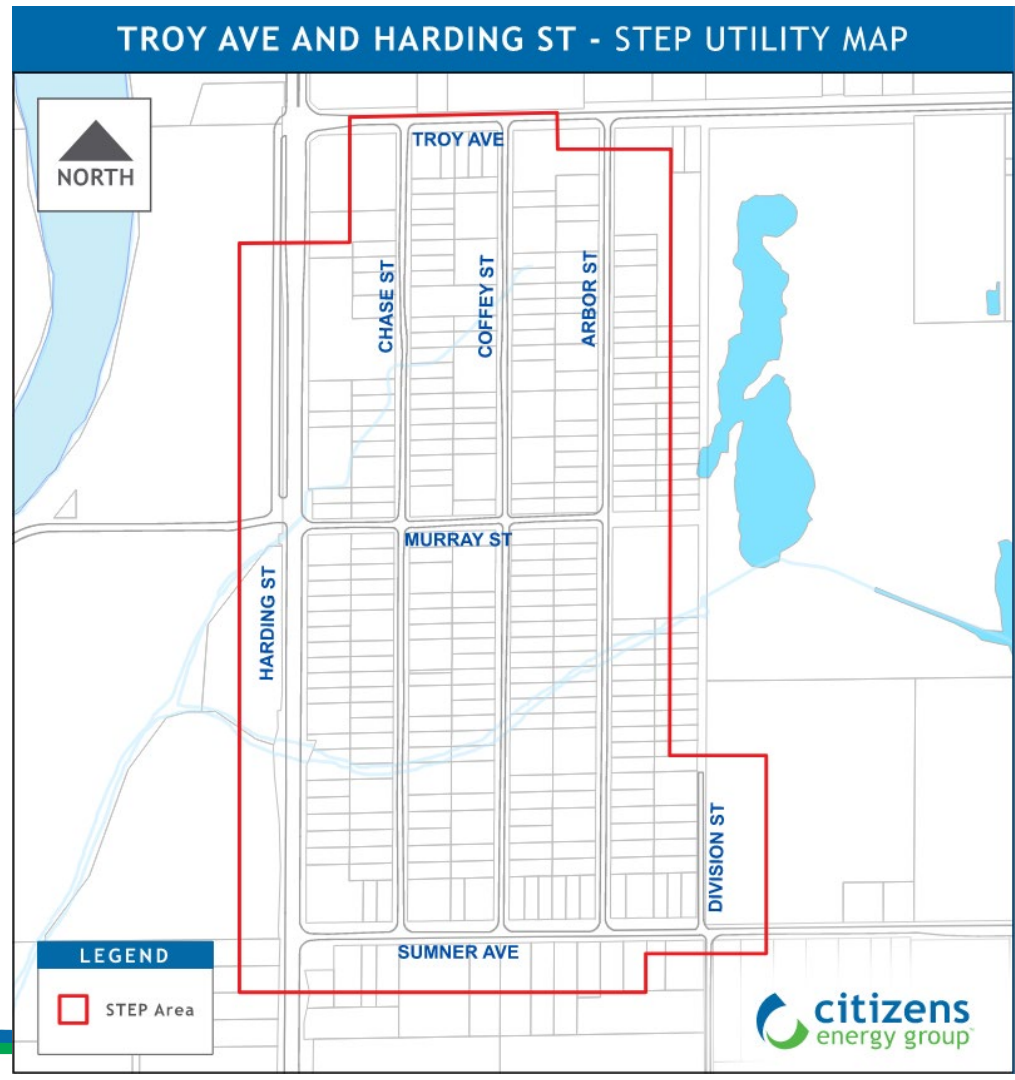 TROY AVE AND HARDING ST - STEP UTILITY MAP
NORTH
TROY AVE
CHASE ST
COFFEY ST
ARBOR ST
MURRAY ST
HARDING ST
DIVISION ST
SUMNER AVE
LEGEND
STEP Area
citizens
energy group